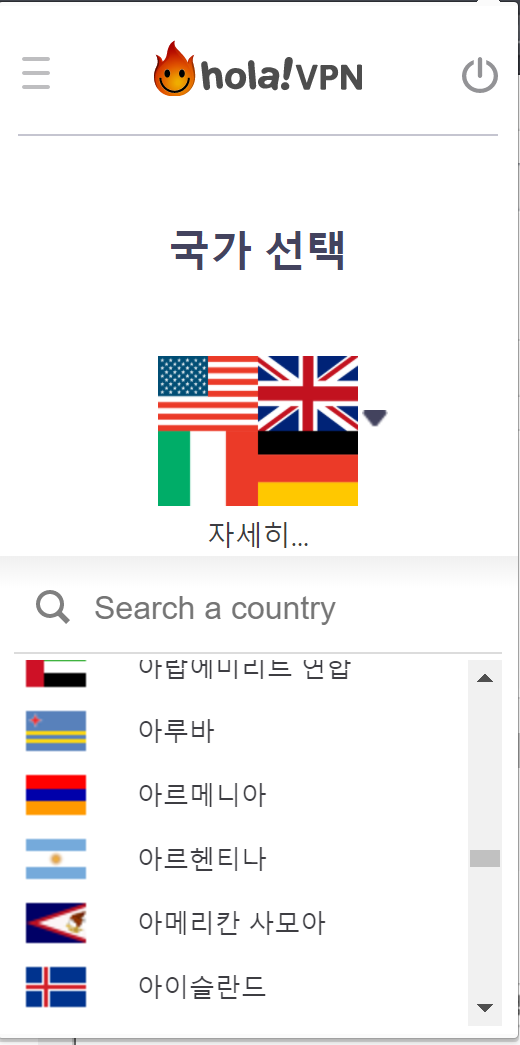 hola!VPN
국가 선택
자세히...
Search a country
아랍에미리트 연합
아루바
아르메니아
아르헨티나
아메리칸 사모아
아이슬란드